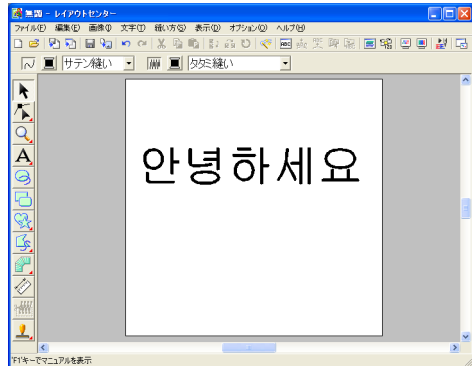 無題 - レイアウトセンター
ファイル(F) 編集(E) 画像(I) 文字(T) 縫い方(S) 表示(D) オプション(O) ヘルプ(H)
サテン縫い タタミ縫い
안녕하세요
'F1'キーでマニュアルを表示